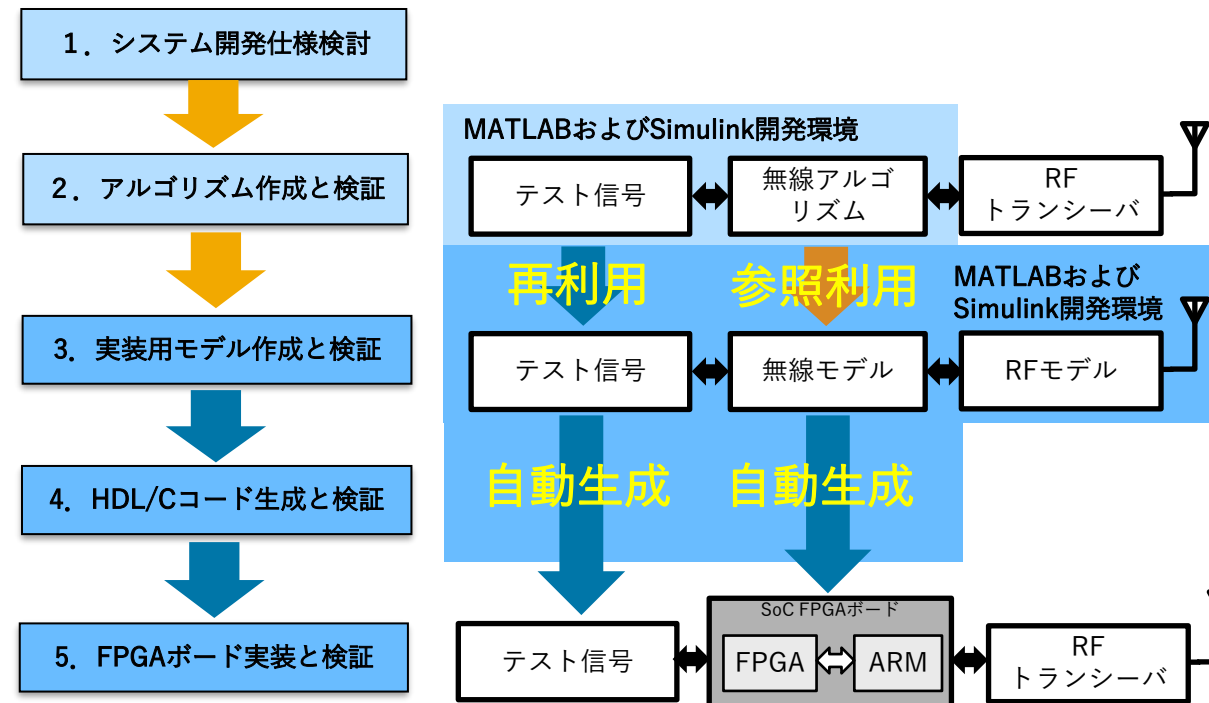 1．システム開発仕様検討
2．アルゴリズム作成と検証
3．実装用モデル作成と検証
4．HDL/Cコード生成と検証
5．FPGAボード実装と検証
MATLABおよびSimulink開発環境
テスト信号
無線アルゴ
リズム
RF
トランシーバ
再利用
参照利用
MATLABおよび
Simulink開発環境
テスト信号
無線モデル
RFモデル
自動生成
自動生成
SoC FPGAボード
テスト信号
FPGA
ARM
RF
トランシーバ